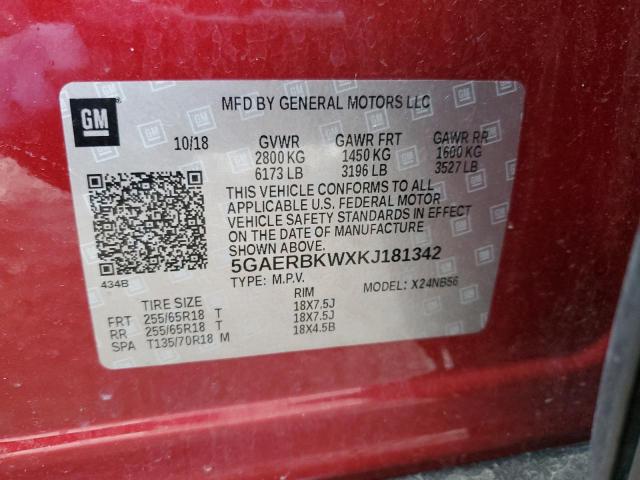 GM
MFD BY GENERAL MOTORS LLC
10/18 GVWR GAWR FRT GAWR RR
2800 KG 1450 KG 1600 KG
6173 LB 3196 LB 3527 LB
THIS VEHICLE CONFORMS TO ALL
APPLICABLE U.S. FEDERAL MOTOR
VEHICLE SAFETY STANDARDS IN EFFECT
ON THE DATE OF MANUFACTURE
SHOWN ABOVE.
434B
5GAERBKWXKJ181342
TYPE: M.P.V. MODEL: X24NB56
TIRE SIZE RIM
FRT 255/65R18 T 18X7.5J
RR 255/65R18 T 18X7.5J
SPA T135/70R18 M 18X4.5B